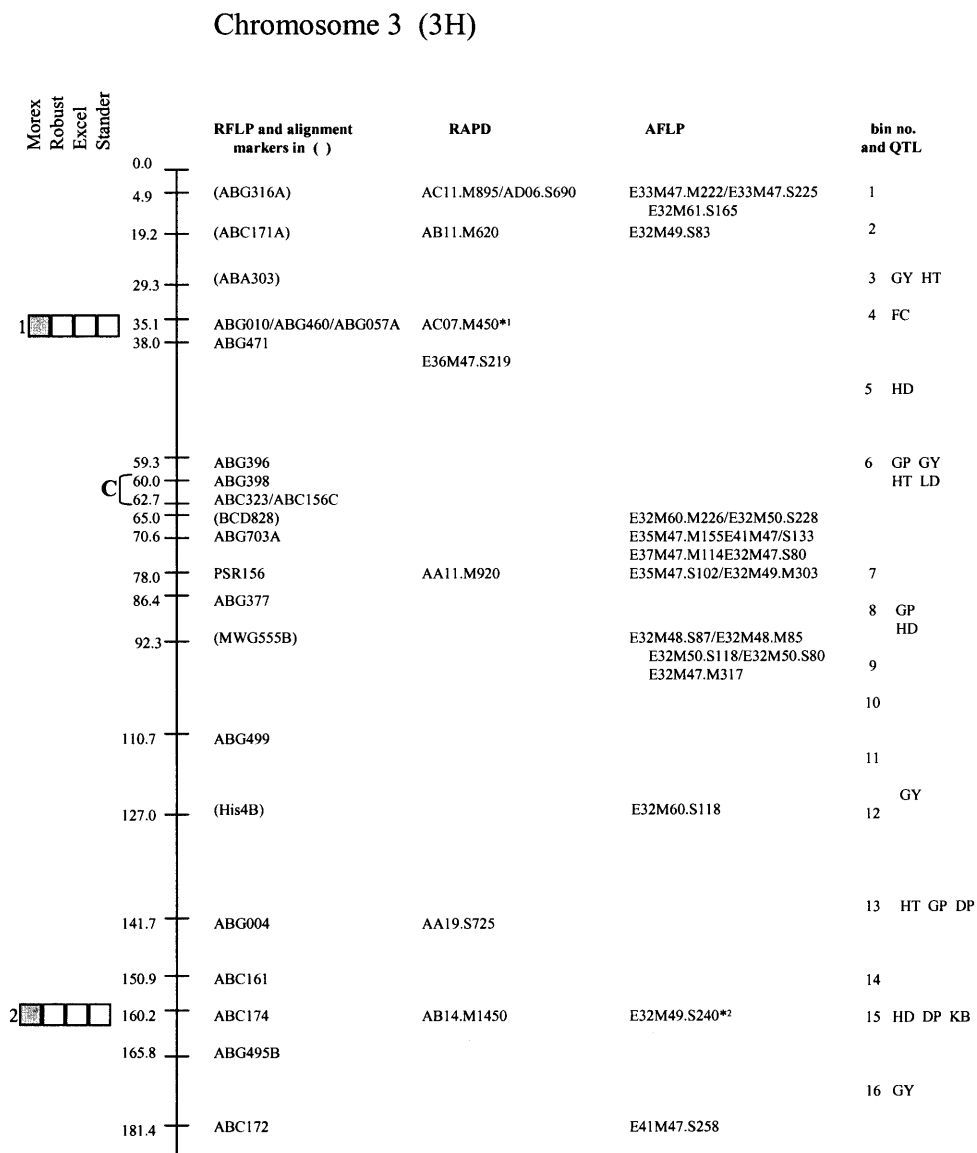 Chromosome 3 (3H)
Morex
Robust
Excel
Stander
RFLP and alignment markers in ( )
RAPD
AFLP
bin no. and QTL
0.0
4.9 (ABG316A) AC11.M895/AD06.S690 E33M47.M222/E33M47.S225 1
E32M61.S165
19.2 (ABC171A) AB11.M620 E32M49.S83 2
29.3 (ABA303) 3 GY HT
1 35.1 ABG010/ABG460/ABG057A AC07.M450*1 4 FC
38.0 ABG471
E36M47.S219
5 HD
59.3 ABG396 6 GP GY
C 60.0 ABG398 HT LD
62.7 ABC323/ABC156C
65.0 (BCD828) E32M60.M226/E32M50.S228
70.6 ABG703A E35M47.M155E41M47/S133
E37M47.M114E32M47.S80
78.0 PSR156 AA11.M920 E35M47.S102/E32M49.M303 7
86.4 ABG377 8 GP
HD
92.3 (MWG555B) E32M48.S87/E32M48.M85
E32M50.S118/E32M50.S80 9
E32M47.M317
10
110.7 ABG499
11
GY
127.0 (His4B) E32M60.S118 12
13 HT GP DP
141.7 ABG004 AA19.S725
150.9 ABC161 14
2 160.2 ABC174 AB14.M1450 E32M49.S240*2 15 HD DP KB
165.8 ABG495B
16 GY
181.4 ABC172 E41M47.S258